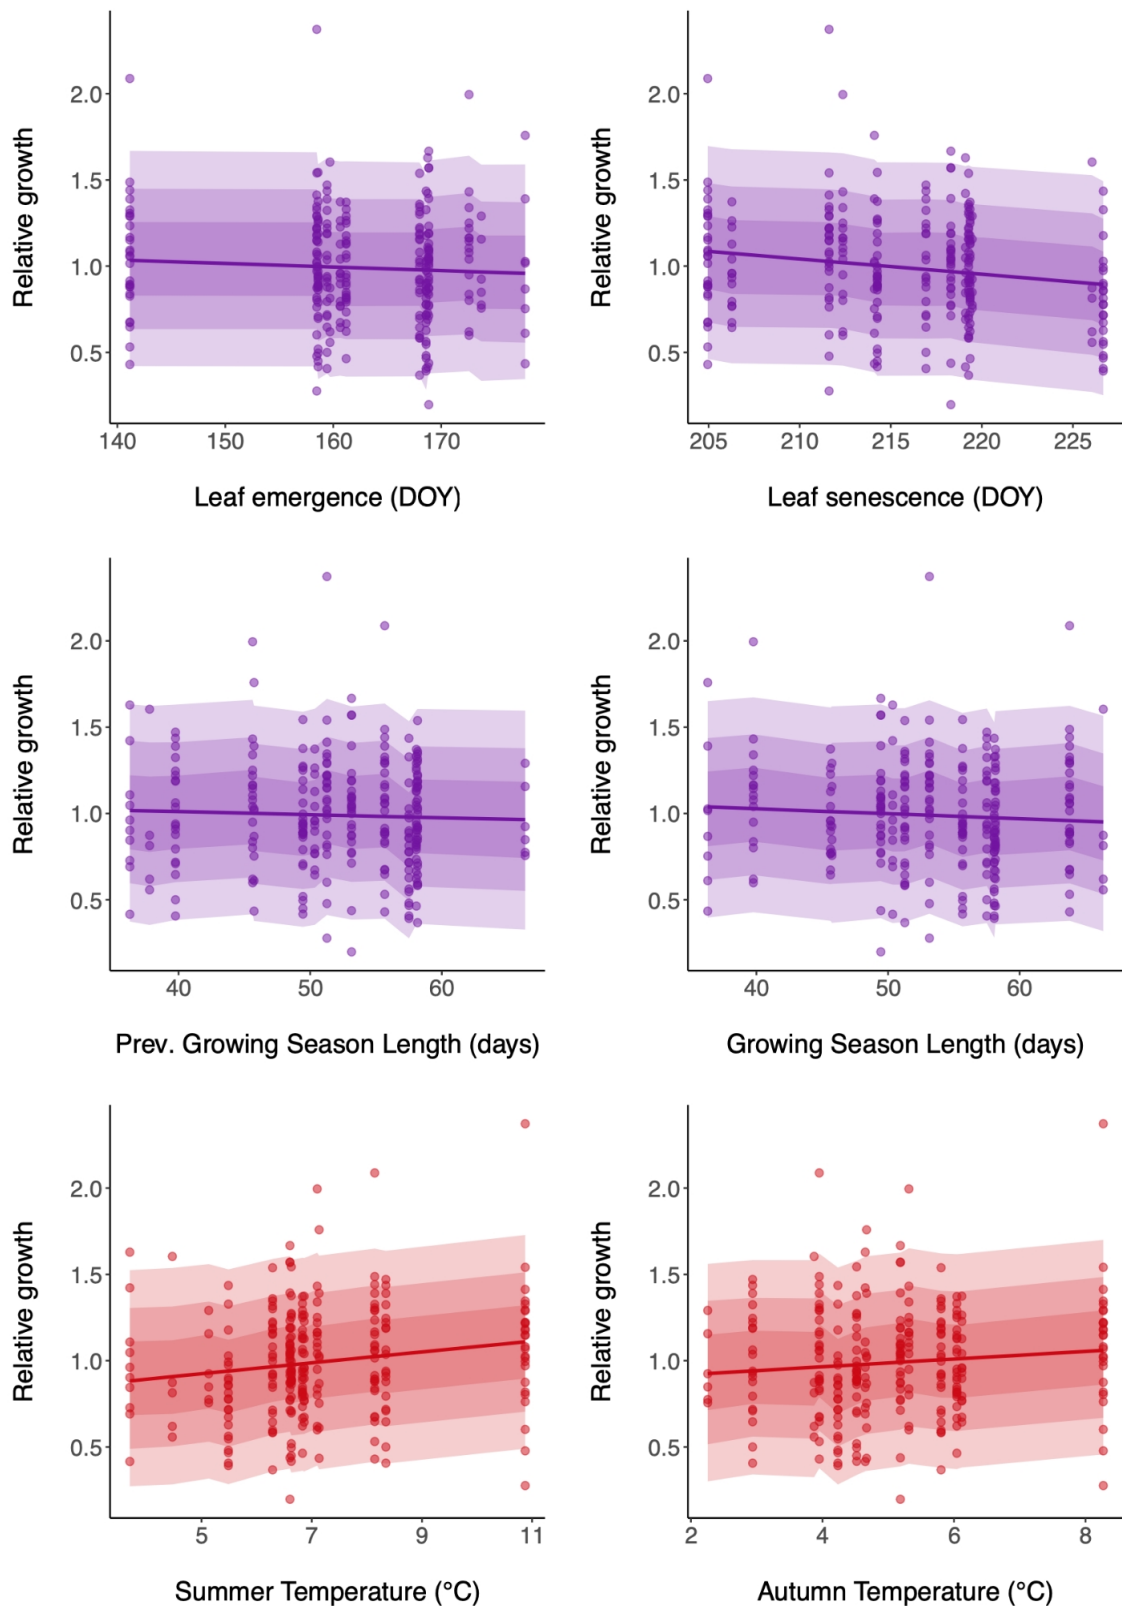 Relative growth
2.0
1.5
1.0
0.5
140 150 160 170
Leaf emergence (DOY)
Relative growth
2.0
1.5
1.0
0.5
205 210 215 220 225
Leaf senescence (DOY)
Relative growth
2.0
1.5
1.0
0.5
40 50 60
Prev. Growing Season Length (days)
Relative growth
2.0
1.5
1.0
0.5
40 50 60
Growing Season Length (days)
Relative growth
2.0
1.5
1.0
0.5
5 7 9 11
Summer Temperature (°C)
Relative growth
2.0
1.5
1.0
0.5
2 4 6 8
Autumn Temperature (°C)